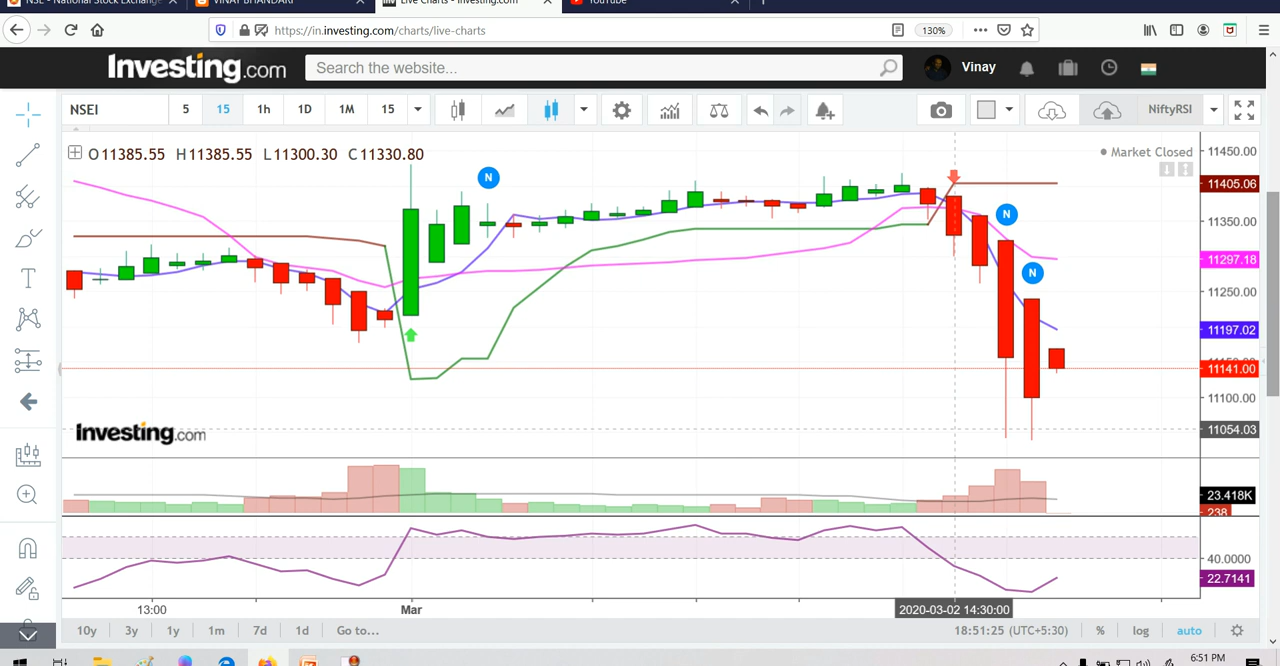 NSE - National Stock Exchange
VINAY BHANDARI
Live Charts - Investing.com
YouTube
https://in.investing.com/charts/live-charts
130%
Investing.com
Search the website...
Vinay
NSEI
5
15
1h
1D
1M
15
NiftyRSI
O 11385.55 H 11385.55 L 11300.30 C 11330.80
Market Closed
11450.00
11405.06
11350.00
11297.18
11250.00
11197.02
11141.00
11100.00
11054.03
N
N
N
Investing.com
23.418K
238
40.0000
22.7141
13:00
Mar
2020-03-02 14:30:00
10y
3y
1y
1m
7d
1d
Go to...
18:51:25 (UTC+5:30)
%
log
auto
6:51 PM